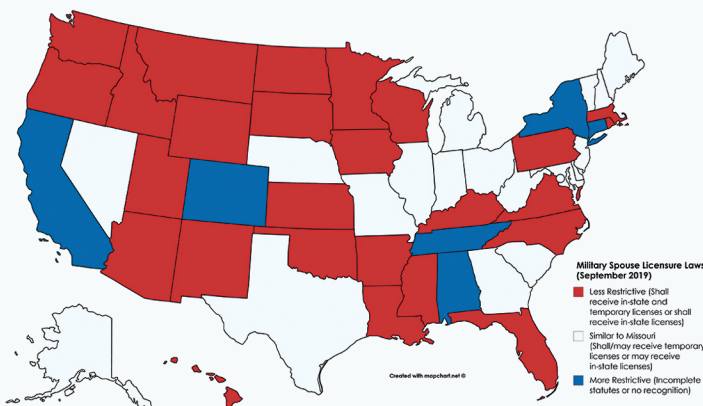 Military Spouse Licensure Laws
(September 2019)
Less Restrictive (Shall
receive in-state and
temporary licenses or shall
receive in-state licenses)
Similar to Missouri
(Shall/may receive temporary
licenses or may receive
in-state licenses)
More Restrictive (Incomplete
statutes or no recognition)
Created with mapchart.net ©